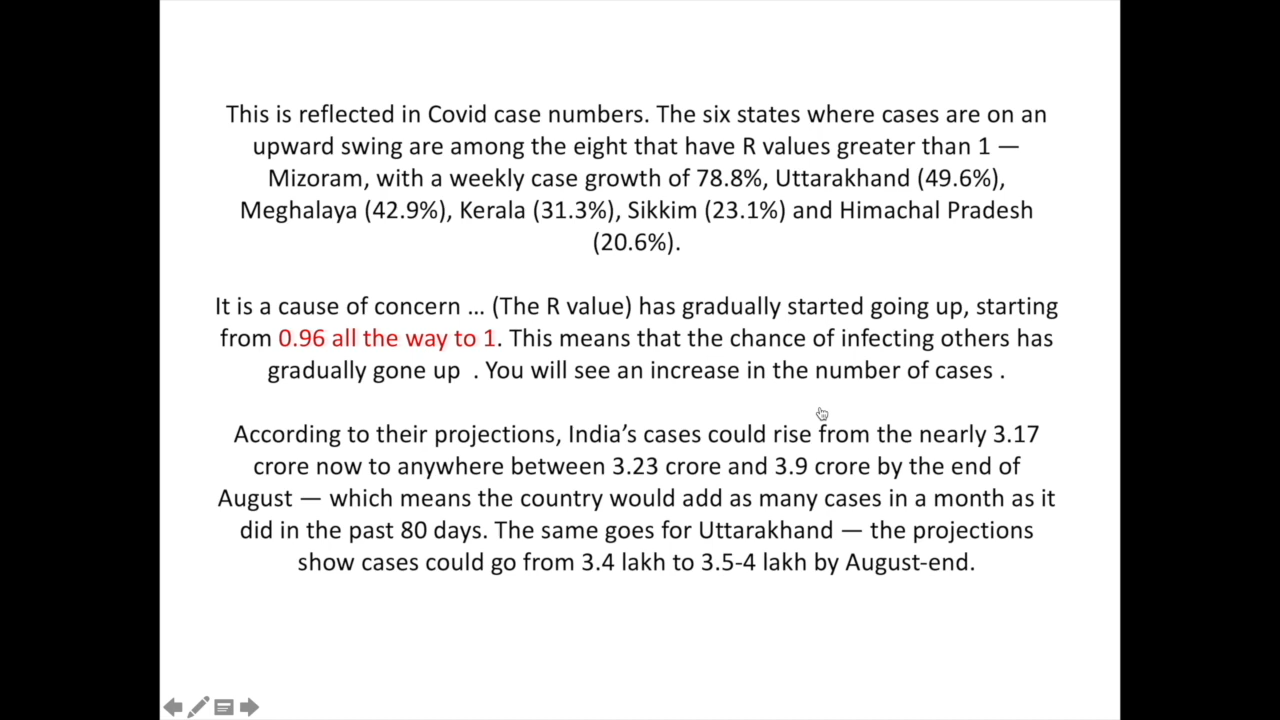 This is reflected in Covid case numbers. The six states where cases are on an
upward swing are among the eight that have R values greater than 1 —
Mizoram, with a weekly case growth of 78.8%, Uttarakhand (49.6%),
Meghalaya (42.9%), Kerala (31.3%), Sikkim (23.1%) and Himachal Pradesh
(20.6%).
It is a cause of concern … (The R value) has gradually started going up, starting
from 0.96 all the way to 1. This means that the chance of infecting others has
gradually gone up  . You will see an increase in the number of cases .
According to their projections, India’s cases could rise from the nearly 3.17
crore now to anywhere between 3.23 crore and 3.9 crore by the end of
August — which means the country would add as many cases in a month as it
did in the past 80 days. The same goes for Uttarakhand — the projections
show cases could go from 3.4 lakh to 3.5-4 lakh by August-end.